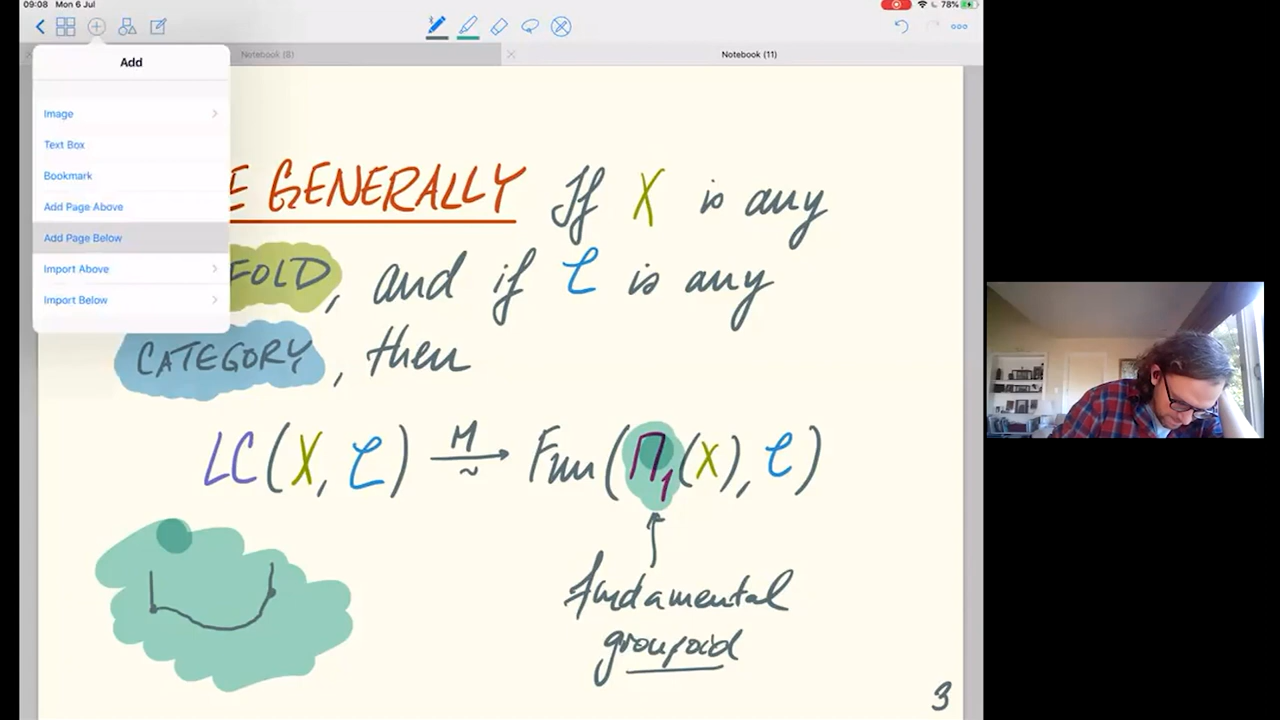 09:08 Mon 6 Jul
78%
Notebook (8)
Notebook (11)
Add
Image
Text Box
Bookmark
Add Page Above
Add Page Below
Import Above
Import Below
E GENERALLY If X is any
FOLD, and if C is any
CATEGORY, then
LC(X, C) M ~ → Fun(Π₁(X), C)
fundamental
groupoid
3